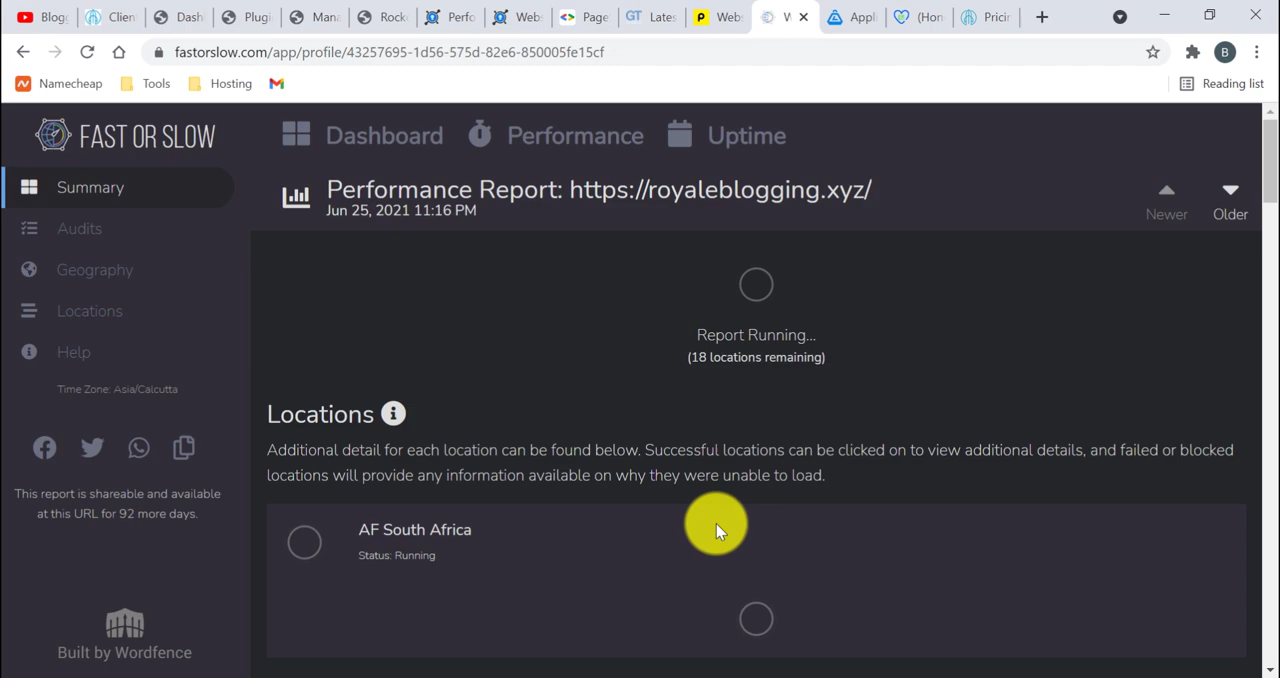 Blogg
Clien
Dash
Plugi
Mana
Rock
Perfo
Webs
Page
Lates
Webs
W
Appli
(Hon
Pricin
fastorslow.com/app/profile/43257695-1d56-575d-82e6-850005fe15cf
B
Namecheap
Tools
Hosting
Reading list
FAST OR SLOW
Dashboard
Performance
Uptime
Summary
Audits
Geography
Locations
Help
Time Zone: Asia/Calcutta
This report is shareable and available
at this URL for 92 more days.
Built by Wordfence
Performance Report: https://royaleblogging.xyz/
Jun 25, 2021 11:16 PM
Newer
Older
Report Running...
(18 locations remaining)
Locations
Additional detail for each location can be found below. Successful locations can be clicked on to view additional details, and failed or blocked
locations will provide any information available on why they were unable to load.
AF South Africa
Status: Running